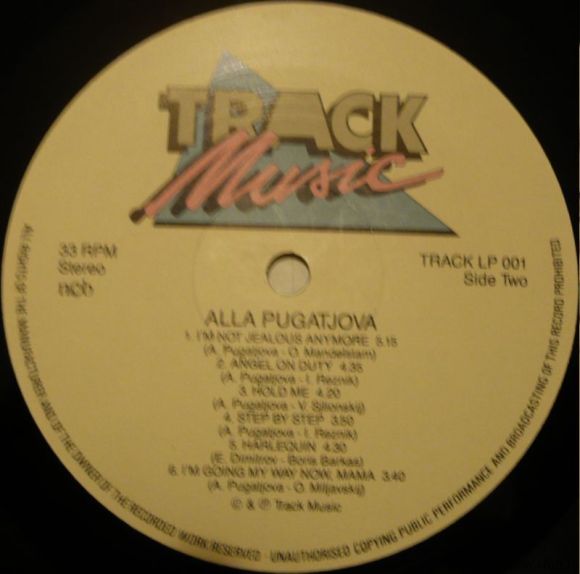 TRACK
Music
33 RPM
Stereo
ncb
TRACK LP 001
Side Two
ALLA PUGATJOVA
1. I'M NOT JEALOUS ANYMORE 5:15
(A. Pugatjova - O. Mandelstam)
2. ANGEL ON DUTY 4:35
(A. Pugatjova - I. Reznik)
3. HOLD ME 4:20
(A. Pugatjova - V. Silionskij)
4. STEP BY STEP 3:50
(A. Pugatjova - I. Reznik)
5. HARLEQUIN 4:30
(E. Dimitrov - Boris Barkas)
6. I'M GOING MY WAY NOW, MAMA 3:40
(A. Pugatjova - O. Miljavskij)
© & ℗ Track Music
ALL RIGHTS OF THE MANUFACTURER AND OF THE OWNER OF THE RECORDED WORK RESERVED - UNAUTHORISED COPYING PUBLIC PERFORMANCE AND BROADCASTING OF THIS RECORD PROHIBITED